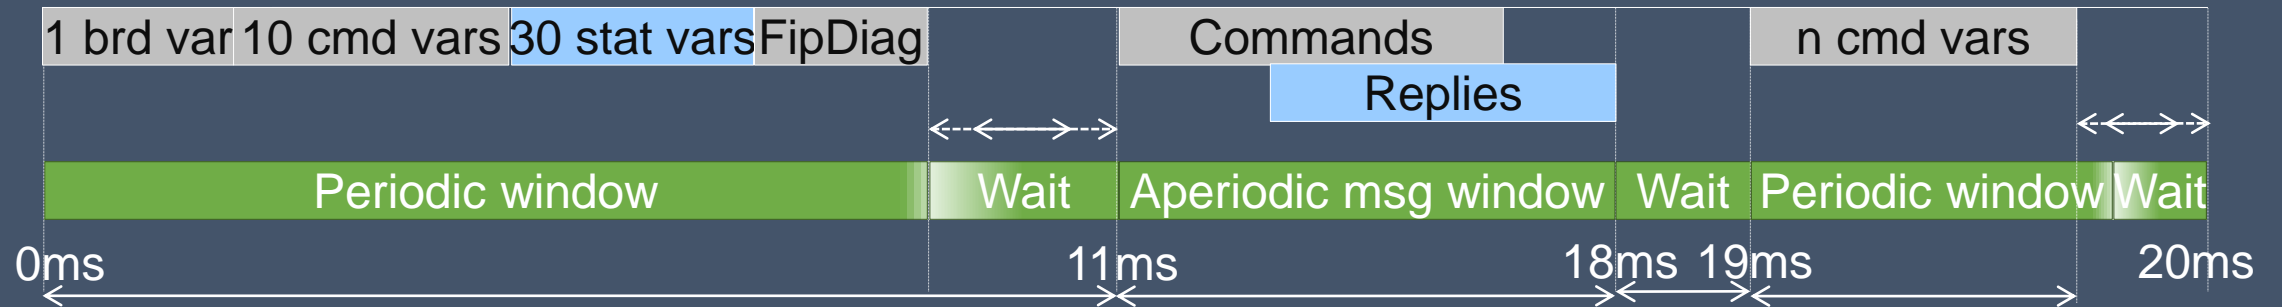 1 brd var 10 cmd vars 30 stat vars FipDiag Commands n cmd vars
Replies
Periodic window Wait Aperiodic msg window Wait Periodic window Wait
0ms 11ms 18ms 19ms 20ms